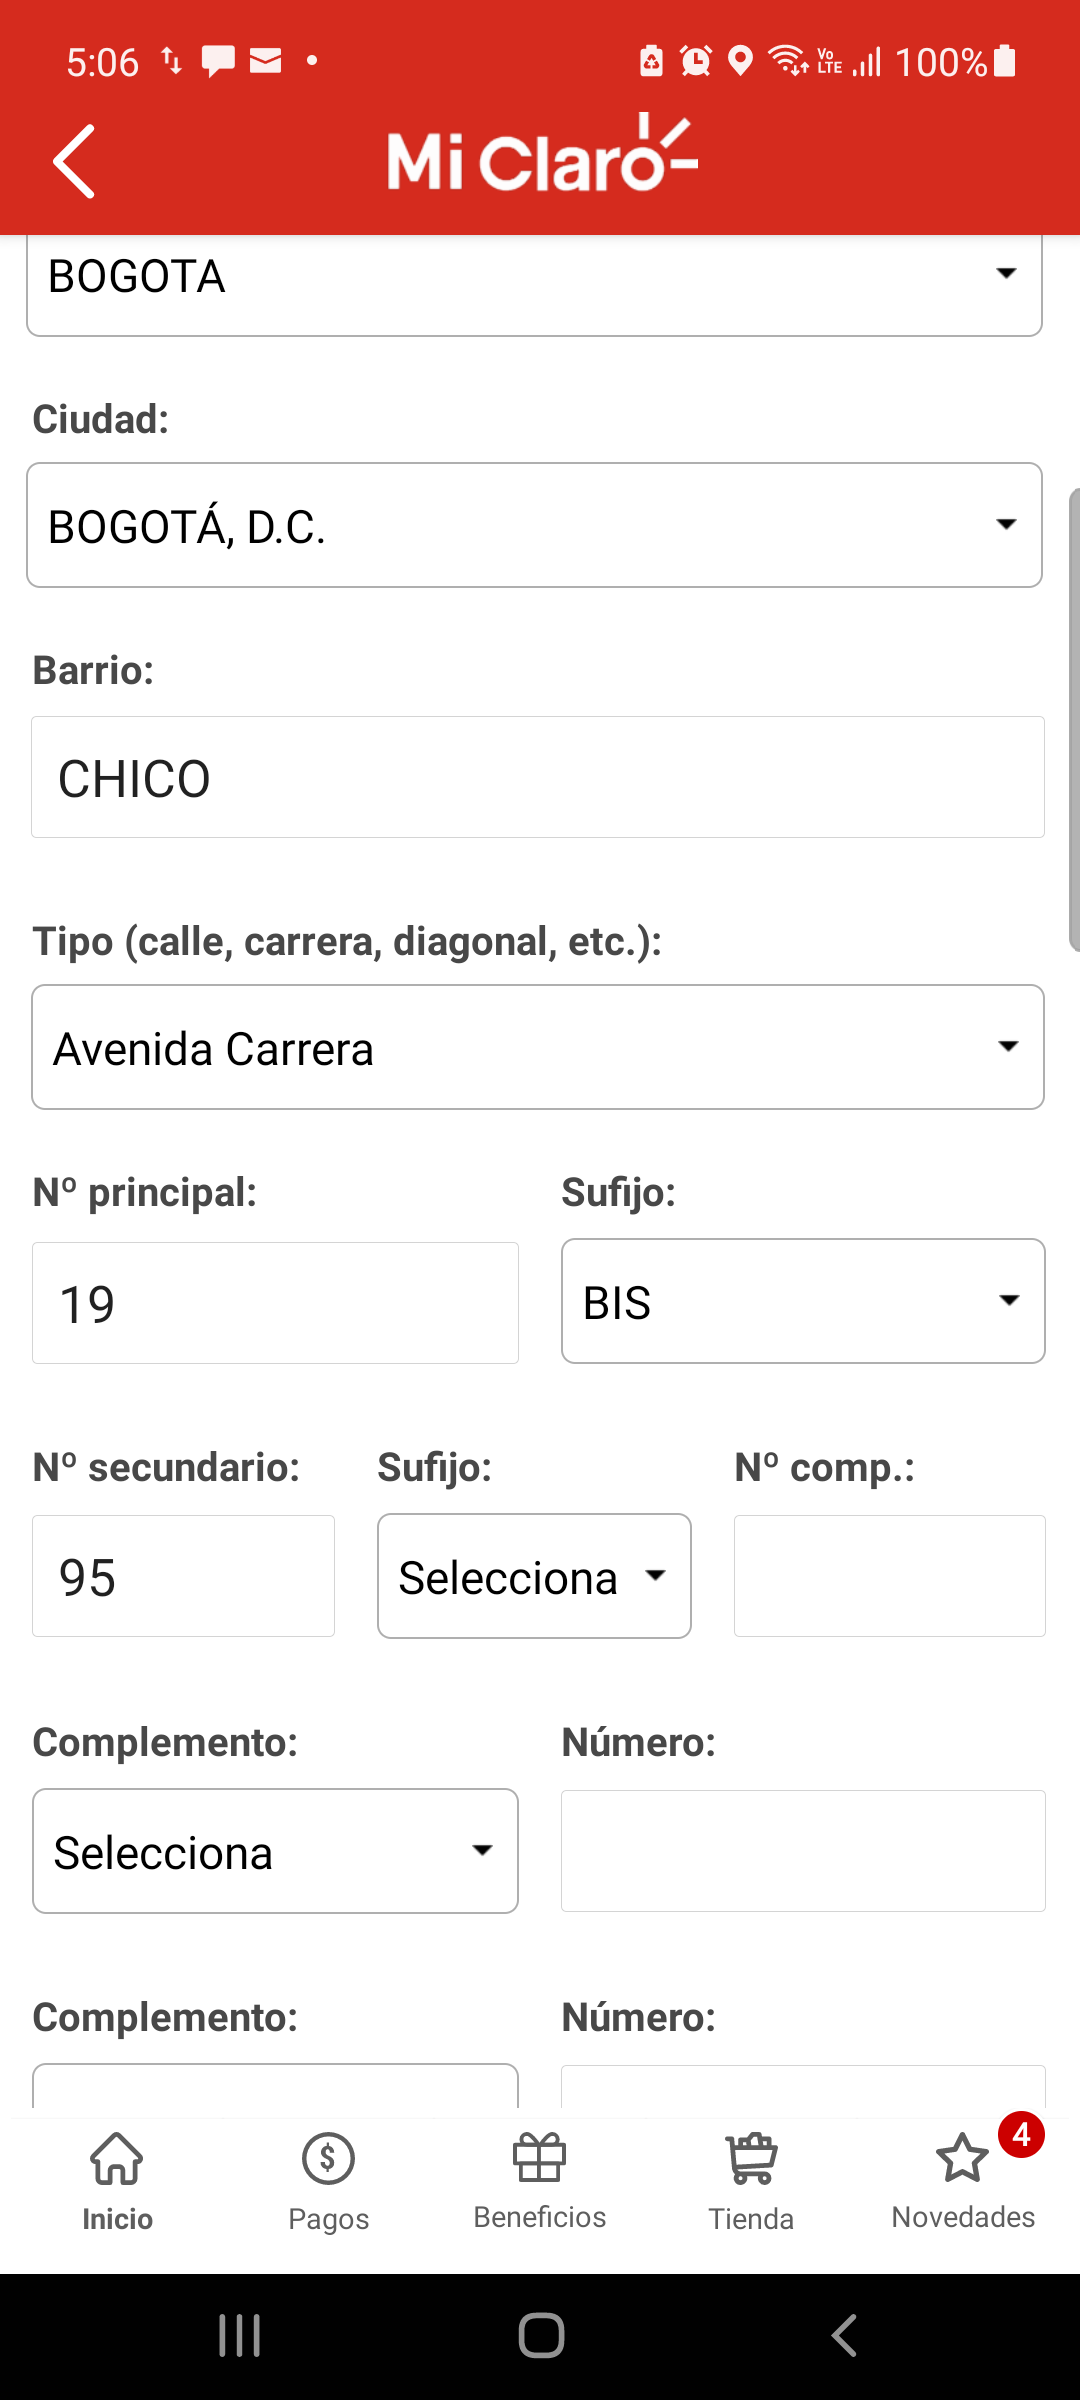 5:06 Vo LTE 100%
Mi Claro
BOGOTA
Ciudad:
BOGOTÁ, D.C.
Barrio:
CHICO
Tipo (calle, carrera, diagonal, etc.):
Avenida Carrera
Nº principal: Sufijo:
19 BIS
Nº secundario: Sufijo: Nº comp.:
95 Selecciona
Complemento: Número:
Selecciona
Complemento: Número:
4
Inicio Pagos Beneficios Tienda Novedades